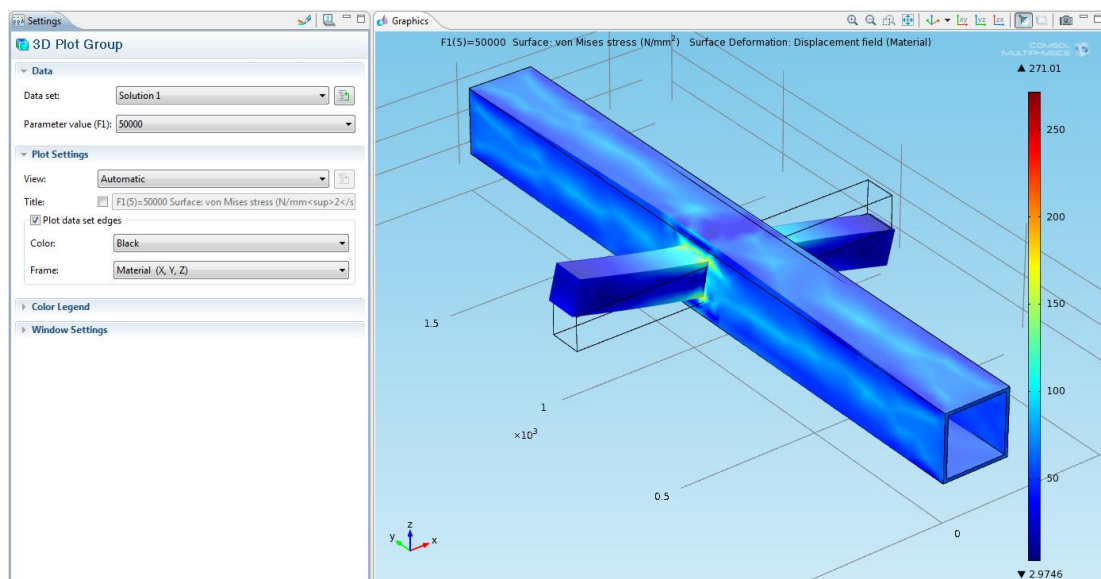 Settings
3D Plot Group
Data
Data set: Solution 1
Parameter value (F1): 50000
Plot Settings
View: Automatic
Title: F1(5)=50000 Surface: von Mises stress (N/mm<sup>2</s
Plot data set edges
Color: Black
Frame: Material (X, Y, Z)
Color Legend
Window Settings
Graphics
xy yz zx
F1(5)=50000 Surface: von Mises stress (N/mm²) Surface Deformation: Displacement field (Material)
COMSOL
MULTIPHYSICS
▲ 271.01
250
200
150
100
50
▼ 2.9746
1.5
1
×10³
0.5
0
z
y
x